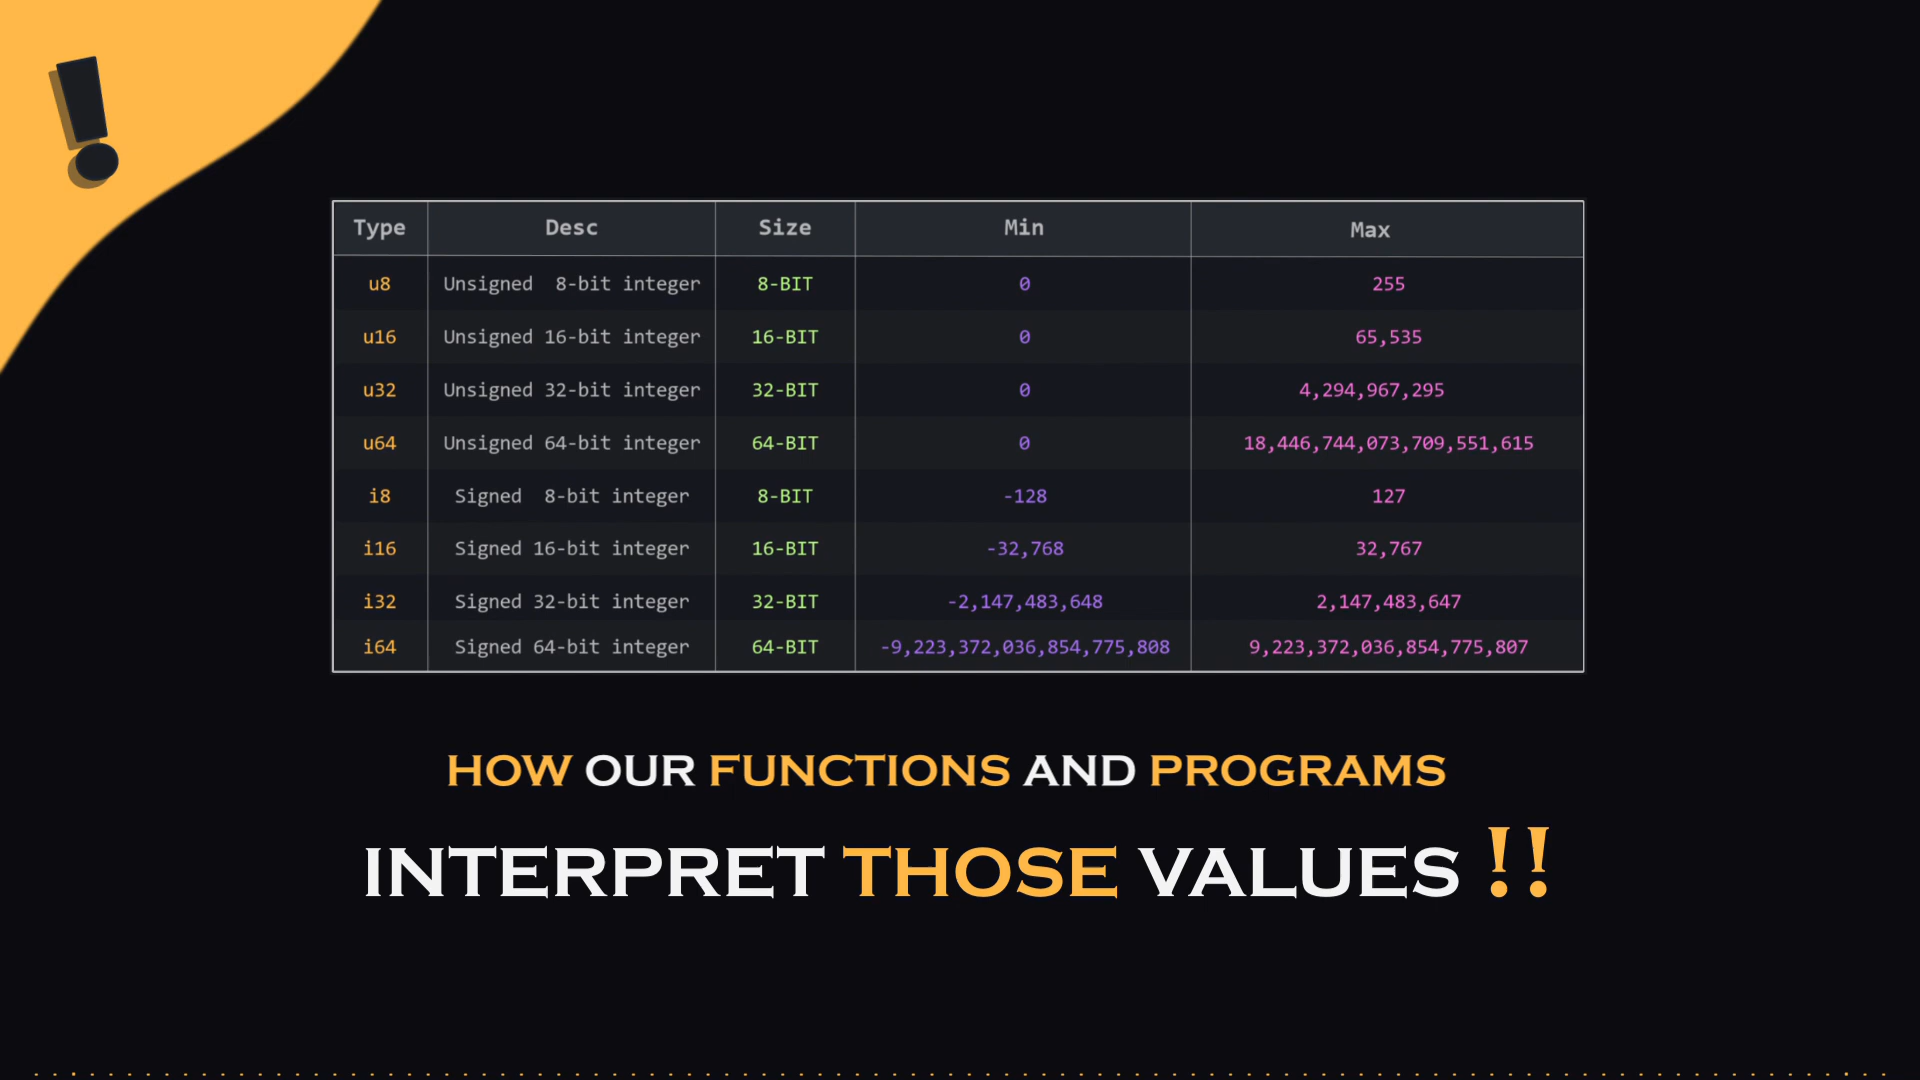 !
Type Desc Size Min Max
u8 Unsigned 8-bit integer 8-BIT 0 255
u16 Unsigned 16-bit integer 16-BIT 0 65,535
u32 Unsigned 32-bit integer 32-BIT 0 4,294,967,295
u64 Unsigned 64-bit integer 64-BIT 0 18,446,744,073,709,551,615
i8 Signed 8-bit integer 8-BIT -128 127
i16 Signed 16-bit integer 16-BIT -32,768 32,767
i32 Signed 32-bit integer 32-BIT -2,147,483,648 2,147,483,647
i64 Signed 64-bit integer 64-BIT -9,223,372,036,854,775,808 9,223,372,036,854,775,807
HOW OUR FUNCTIONS AND PROGRAMS
INTERPRET THOSE VALUES !!